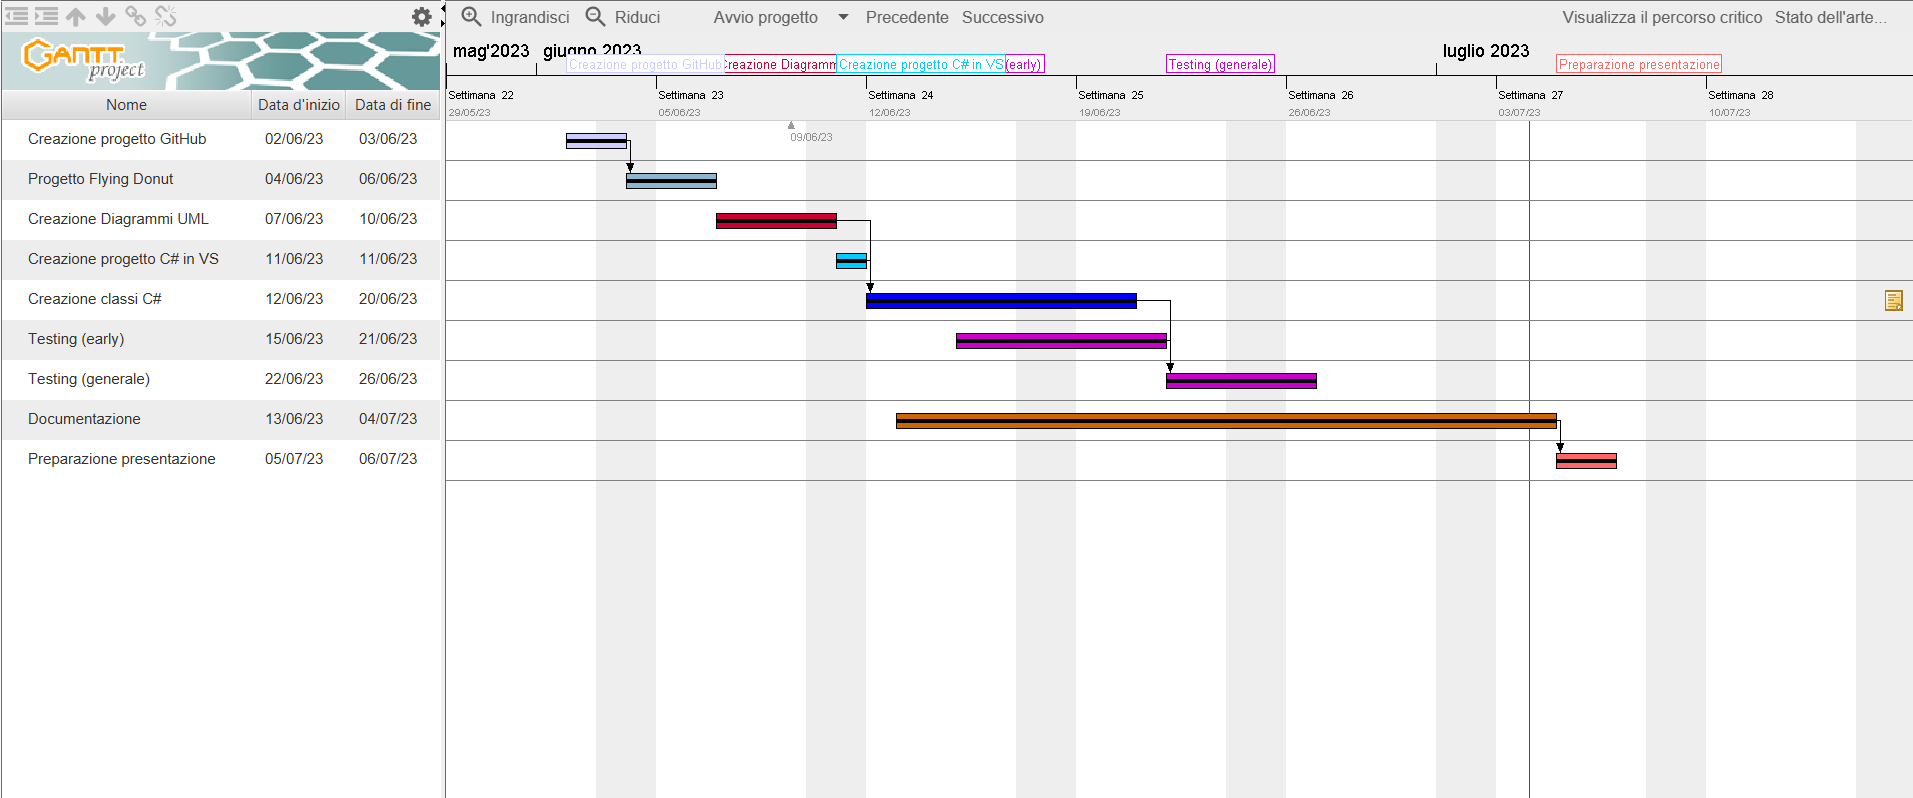 Ingrandisci Riduci Avvio progetto Precedente Successivo Visualizza il percorso critico Stato dell'arte...
GANTT project
mag'2023 giugno 2023 luglio 2023
Creazione progetto GitHub Creazione Diagramm Creazione progetto C# in VS (early) Testing (generale) Preparazione presentazione
Nome Data d'inizio Data di fine
Settimana 22 Settimana 23 Settimana 24 Settimana 25 Settimana 26 Settimana 27 Settimana 28
29/05/23 05/06/23 12/06/23 19/06/23 26/06/23 03/07/23 10/07/23
09/06/23
Creazione progetto GitHub 02/06/23 03/06/23
Progetto Flying Donut 04/06/23 06/06/23
Creazione Diagrammi UML 07/06/23 10/06/23
Creazione progetto C# in VS 11/06/23 11/06/23
Creazione classi C# 12/06/23 20/06/23
Testing (early) 15/06/23 21/06/23
Testing (generale) 22/06/23 26/06/23
Documentazione 13/06/23 04/07/23
Preparazione presentazione 05/07/23 06/07/23